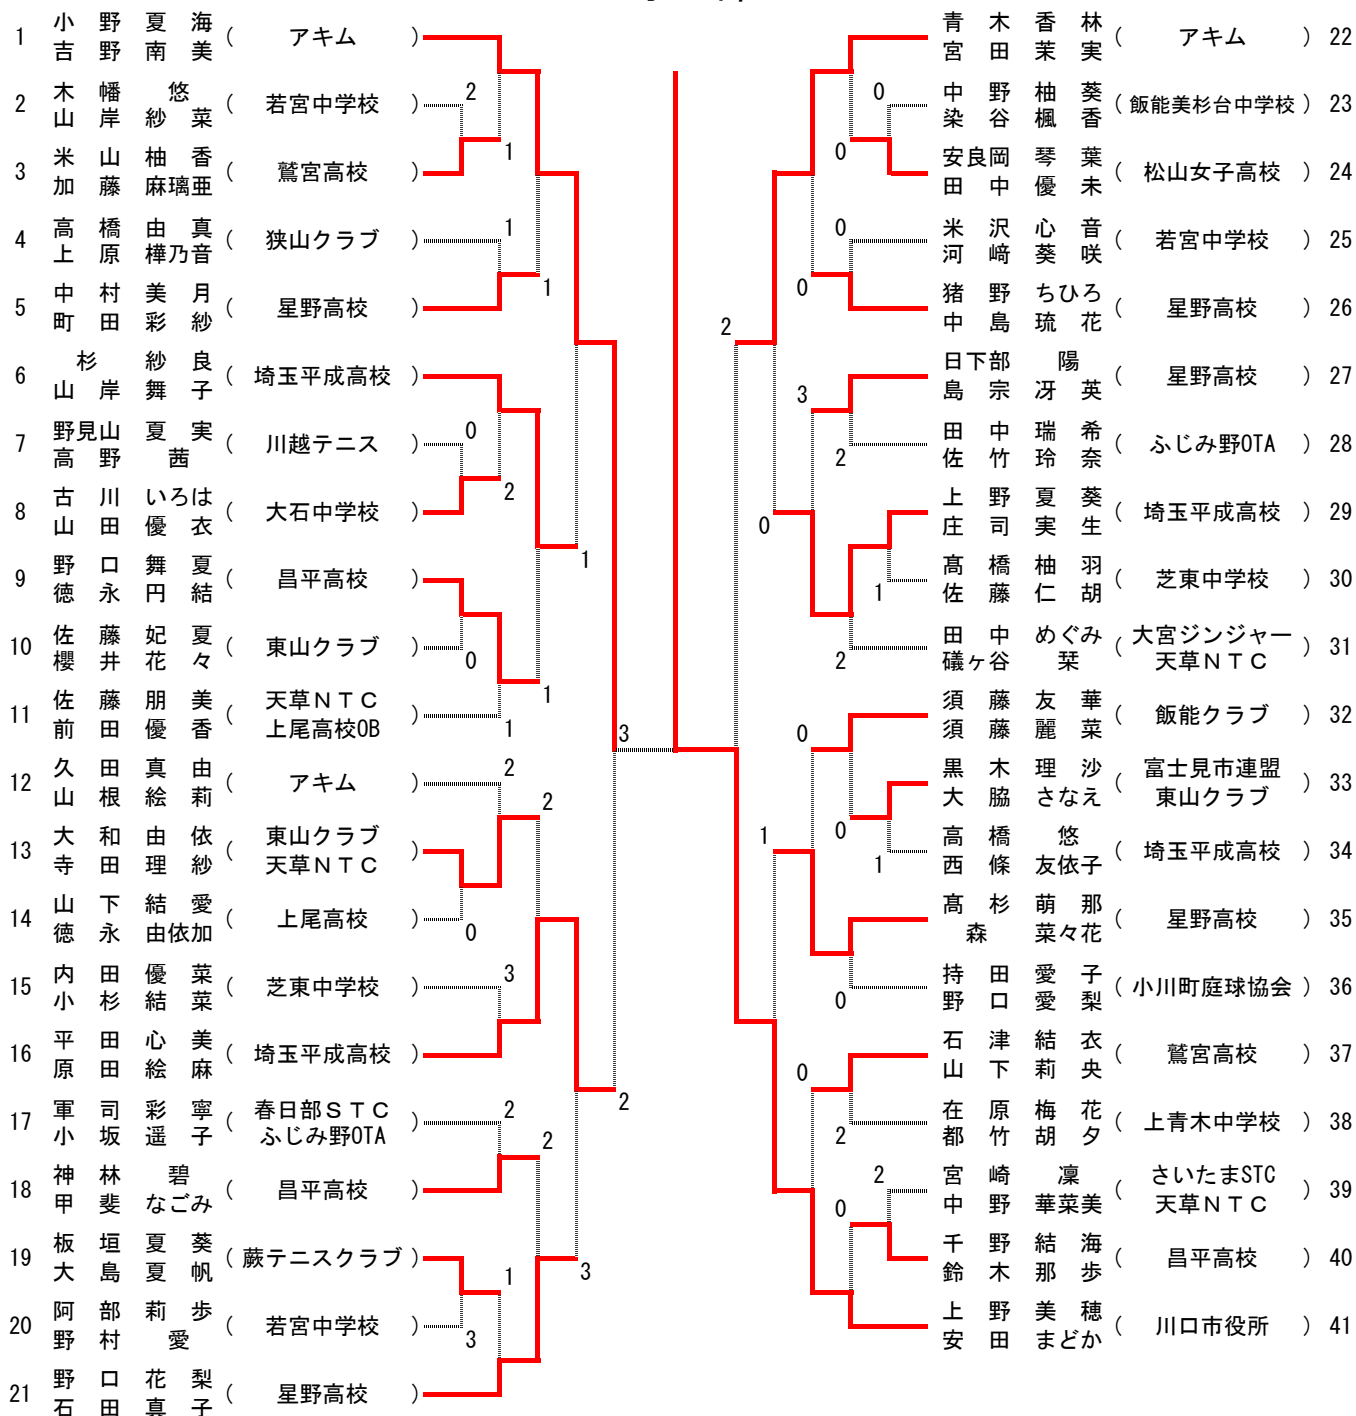 1 小野夏海 ( アキム )
吉野南美
2 木幡悠 ( 若宮中学校 ) 2
山岸紗菜
1
3 米山柚香 ( 鷲宮高校 )
加藤麻璃亜
4 高橋由真 ( 狭山クラブ ) 1
上原樺乃音
1
5 中村美月 ( 星野高校 )
町田彩紗
6 杉紗良 ( 埼玉平成高校 )
山岸舞子
7 野見山夏実 ( 川越テニス ) 0
高野茜
2
8 古川いろは ( 大石中学校 )
山田優衣
1
9 野口舞夏 ( 昌平高校 )
徳永円結
10 佐藤妃夏 ( 東山クラブ ) 0
櫻井花々
1
11 佐藤朋美 ( 天草NTC )
前田優香 上尾高校OB 1
3
12 久田真由 ( アキム ) 2
山根絵莉
2
13 大和由依 ( 東山クラブ )
寺田理紗 天草NTC
14 山下結愛 ( 上尾高校 ) 0
徳永由依加
15 内田優菜 ( 芝東中学校 ) 3
小杉結菜
16 平田心美 ( 埼玉平成高校 )
原田絵麻
2
17 軍司彩寧 ( 春日部STC ) 2
小坂遥子 ふじみ野OTA
2
18 神林碧 ( 昌平高校 )
甲斐なごみ
19 板垣夏葵 ( 蕨テニスクラブ ) 1
大島夏帆
3
20 阿部莉歩 ( 若宮中学校 ) 3
野村愛
21 野口花梨 ( 星野高校 )
石田真子
青木香林 ( アキム ) 22
宮田茉実
0 中野柚葵 ( 飯能美杉台中学校 ) 23
染谷楓香
0
安良岡琴葉 ( 松山女子高校 ) 24
田中優未
0 米沢心音 ( 若宮中学校 ) 25
河﨑葵咲
0
猪野ちひろ ( 星野高校 ) 26
中島琉花
2
日下部陽 ( 星野高校 ) 27
島宗冴英
3
田中瑞希 ( ふじみ野OTA ) 28
佐竹玲奈
2
上野夏葵 ( 埼玉平成高校 ) 29
庄司実生
0
髙橋柚羽 ( 芝東中学校 ) 30
佐藤仁胡
1
田中めぐみ ( 大宮ジンジャー ) 31
礒ヶ谷栞 天草NTC
2
須藤友華 ( 飯能クラブ ) 32
須藤麗菜
0
黒木理沙 ( 富士見市連盟 ) 33
大脇さなえ 東山クラブ
0
1
高橋悠 ( 埼玉平成高校 ) 34
西條友依子
1
髙杉萌那 ( 星野高校 ) 35
森菜々花
持田愛子 ( 小川町庭球協会 ) 36
野口愛梨
0
石津結衣 ( 鷲宮高校 ) 37
山下莉央
0
在原梅花 ( 上青木中学校 ) 38
都竹胡夕
2
2 宮崎凜 ( さいたまSTC ) 39
中野華菜美 天草NTC
0
千野結海 ( 昌平高校 ) 40
鈴木那歩
上野美穂 ( 川口市役所 ) 41
安田まどか